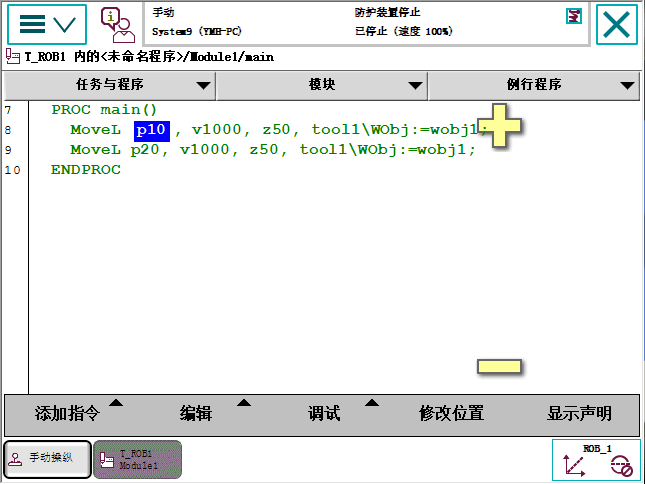 手动
防护装置停止
System9 (YMH-PC)
已停止 (速度 100%)
T_ROB1 内的<未命名程序>/Module1/main
任务与程序
模块
例行程序
7 PROC main()
8 MoveL p10 , v1000, z50, tool1\WObj:=wobj1;
9 MoveL p20, v1000, z50, tool1\WObj:=wobj1;
10 ENDPROC
添加指令
编辑
调试
修改位置
显示声明
手动操纵
T_ROB1
Module1
ROB_1